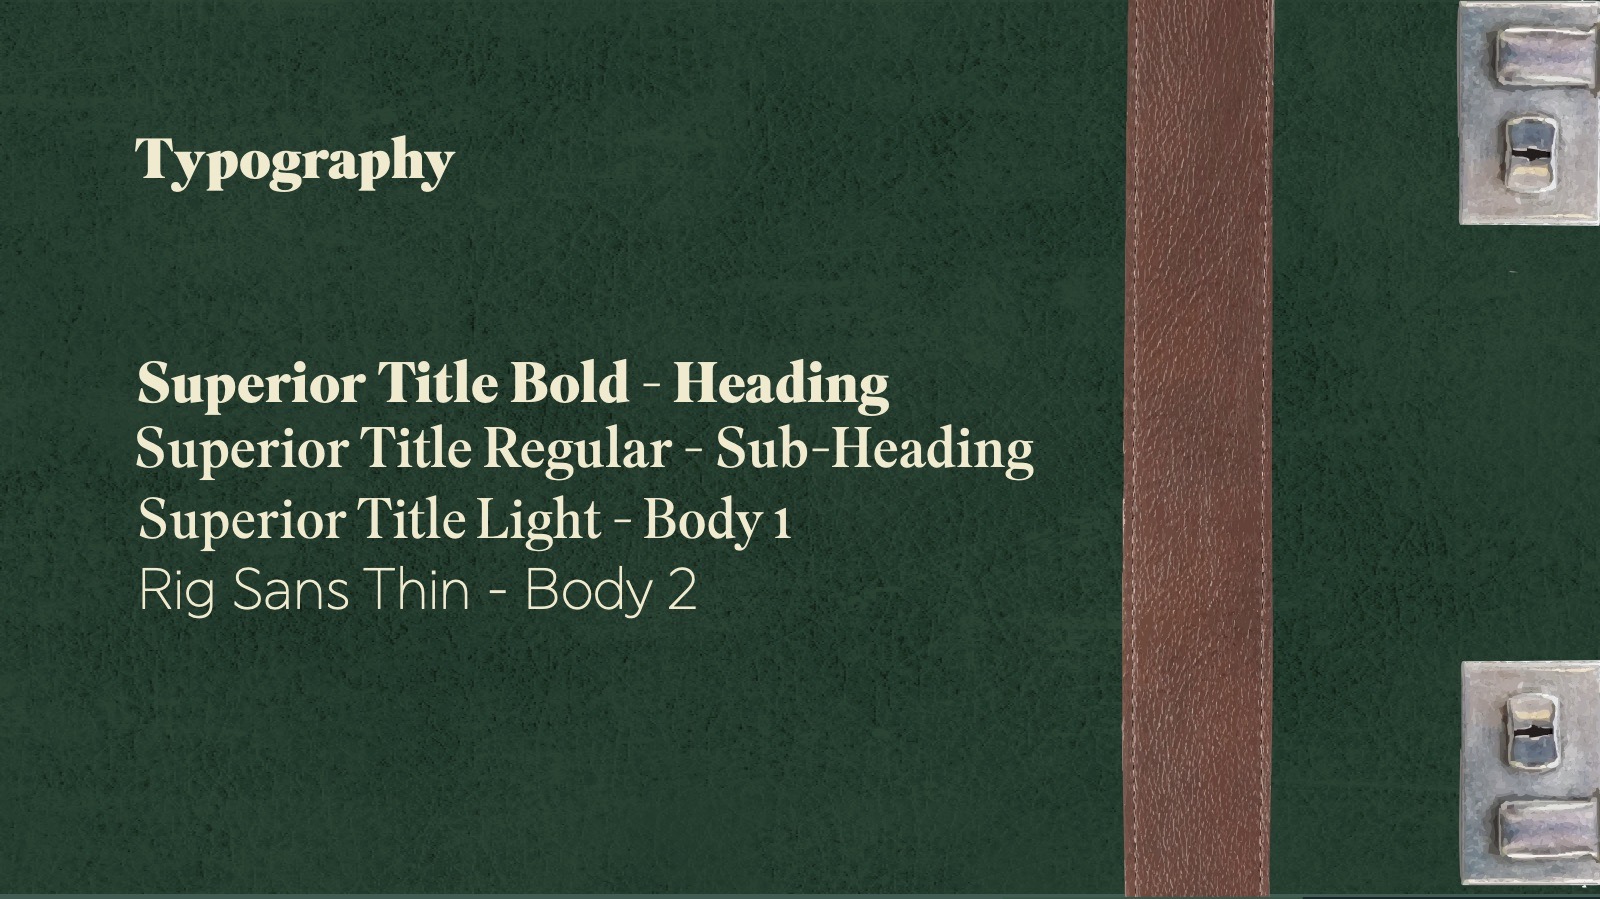 Typography
Superior Title Bold - Heading
Superior Title Regular - Sub-Heading
Superior Title Light - Body 1
Rig Sans Thin - Body 2